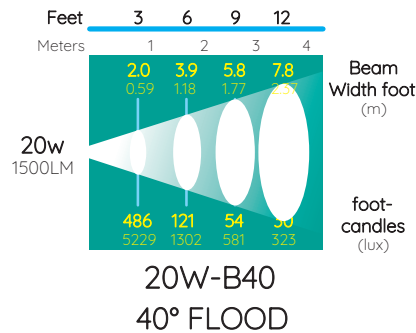 Feet 3 6 9 12
Meters 1 2 3 4
2.0 3.9 5.8 7.8 Beam
0.59 1.18 1.77 2.37 Width foot
(m)
20w
1500LM
486 121 54 30 foot-
5229 1302 581 323 candles
(lux)
20W-B40
40° FLOOD